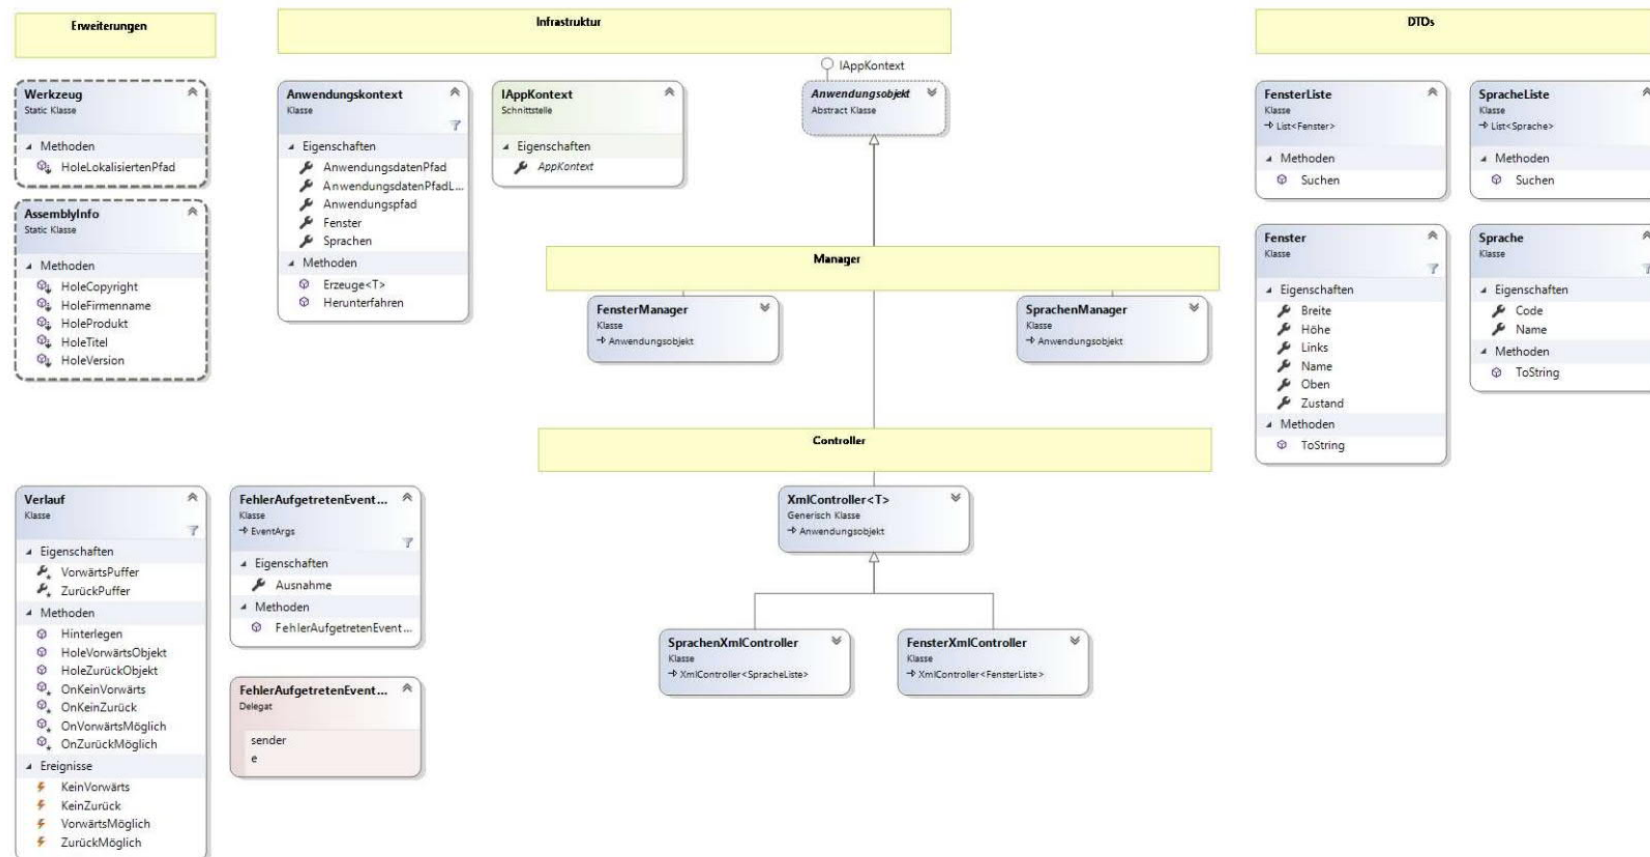 Erweiterungen
Infrastruktur
DTDs
Werkzeug
Static Klasse
Methoden
HoleLokalisiertenPfad
AssemblyInfo
Static Klasse
Methoden
HoleCopyright
HoleFirmenname
HoleProdukt
HoleTitel
HoleVersion
Anwendungskontext
Klasse
Eigenschaften
AnwendungsdatenPfad
AnwendungsdatenPfadL...
Anwendungspfad
Fenster
Sprachen
Methoden
Erzeuge<T>
Herunterfahren
IAppKontext
Schnittstelle
Eigenschaften
AppKontext
IAppKontext
Anwendungsobjekt
Abstract Klasse
FensterListe
Klasse
List<Fenster>
Methoden
Suchen
SpracheListe
Klasse
List<Sprache>
Methoden
Suchen
Fenster
Klasse
Eigenschaften
Breite
Höhe
Links
Name
Oben
Zustand
Methoden
ToString
Sprache
Klasse
Eigenschaften
Code
Name
Methoden
ToString
Manager
FensterManager
Klasse
Anwendungsobjekt
SprachenManager
Klasse
Anwendungsobjekt
Controller
XmlController<T>
Generisch Klasse
Anwendungsobjekt
SprachenXmlController
Klasse
XmlController<SpracheListe>
FensterXmlController
Klasse
XmlController<FensterListe>
Verlauf
Klasse
Eigenschaften
VorwärtsPuffer
ZurückPuffer
Methoden
Hinterlegen
HoleVorwärtsObjekt
HoleZurückObjekt
OnKeinVorwärts
OnKeinZurück
OnVorwärtsMöglich
OnZurückMöglich
Ereignisse
KeinVorwärts
KeinZurück
VorwärtsMöglich
ZurückMöglich
FehlerAufgetretenEvent...
Klasse
EventArgs
Eigenschaften
Ausnahme
Methoden
FehlerAufgetretenEvent...
FehlerAufgetretenEvent...
Delegat
sender
e